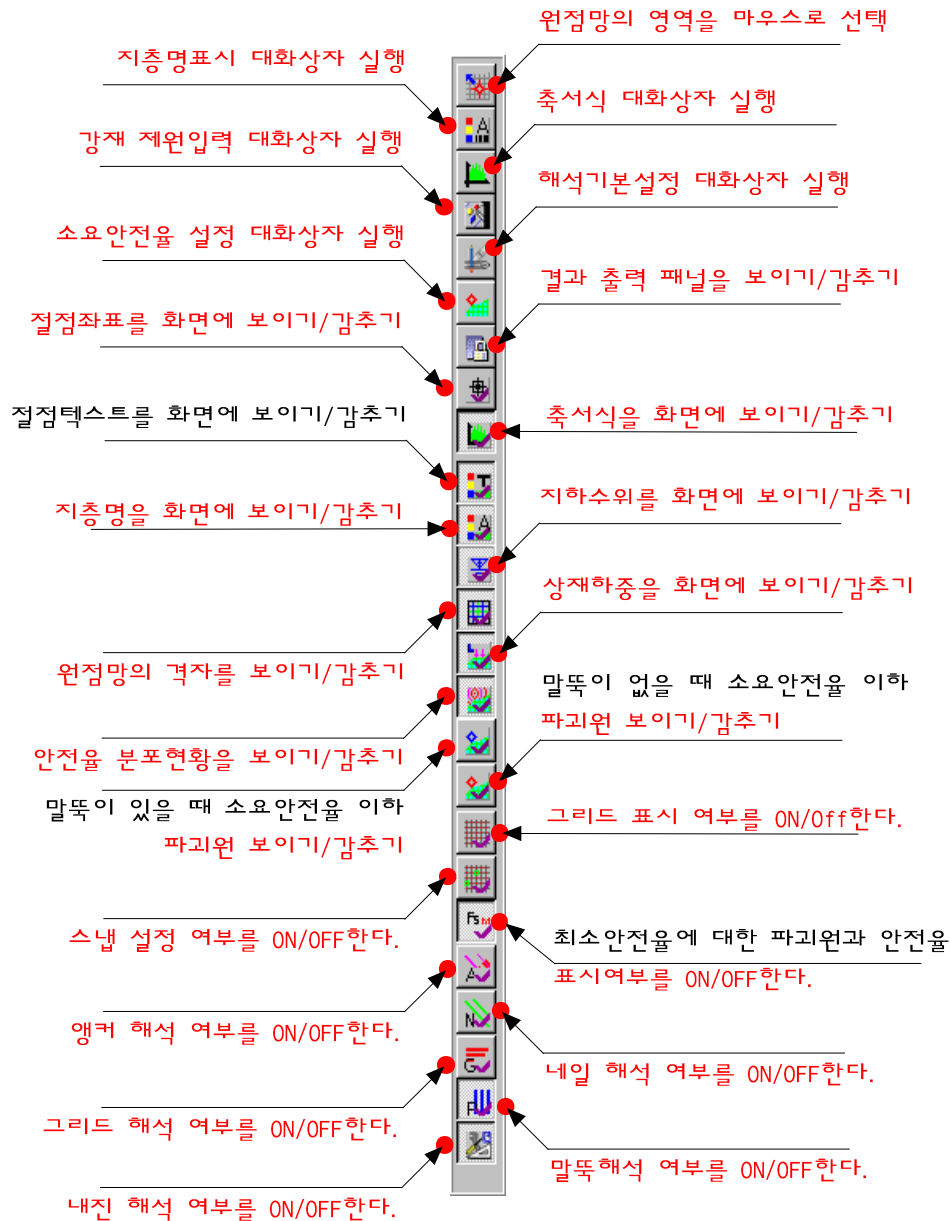 원점망의 영역을 마우스로 선택
지층명표시 대화상자 실행
축서식 대화상자 실행
강재 제원입력 대화상자 실행
해석기본설정 대화상자 실행
소요안전율 설정 대화상자 실행
결과 출력 패널을 보이기/감추기
절점좌표를 화면에 보이기/감추기
절점텍스트를 화면에 보이기/감추기
축서식을 화면에 보이기/감추기
지층명을 화면에 보이기/감추기
지하수위를 화면에 보이기/감추기
상재하중을 화면에 보이기/감추기
원점망의 격자를 보이기/감추기
말뚝이 없을 때 소요안전율 이하
파괴원 보이기/감추기
안전율 분포현황을 보이기/감추기
말뚝이 있을 때 소요안전율 이하
파괴원 보이기/감추기
그리드 표시 여부를 ON/Off한다.
스냅 설정 여부를 ON/OFF한다.
최소안전율에 대한 파괴원과 안전율
표시여부를 ON/OFF한다.
앵커 해석 여부를 ON/OFF한다.
네일 해석 여부를 ON/OFF한다.
그리드 해석 여부를 ON/OFF한다.
말뚝해석 여부를 ON/OFF한다.
내진 해석 여부를 ON/OFF한다.
A
T
A
L
Fs M
A
N
G
P